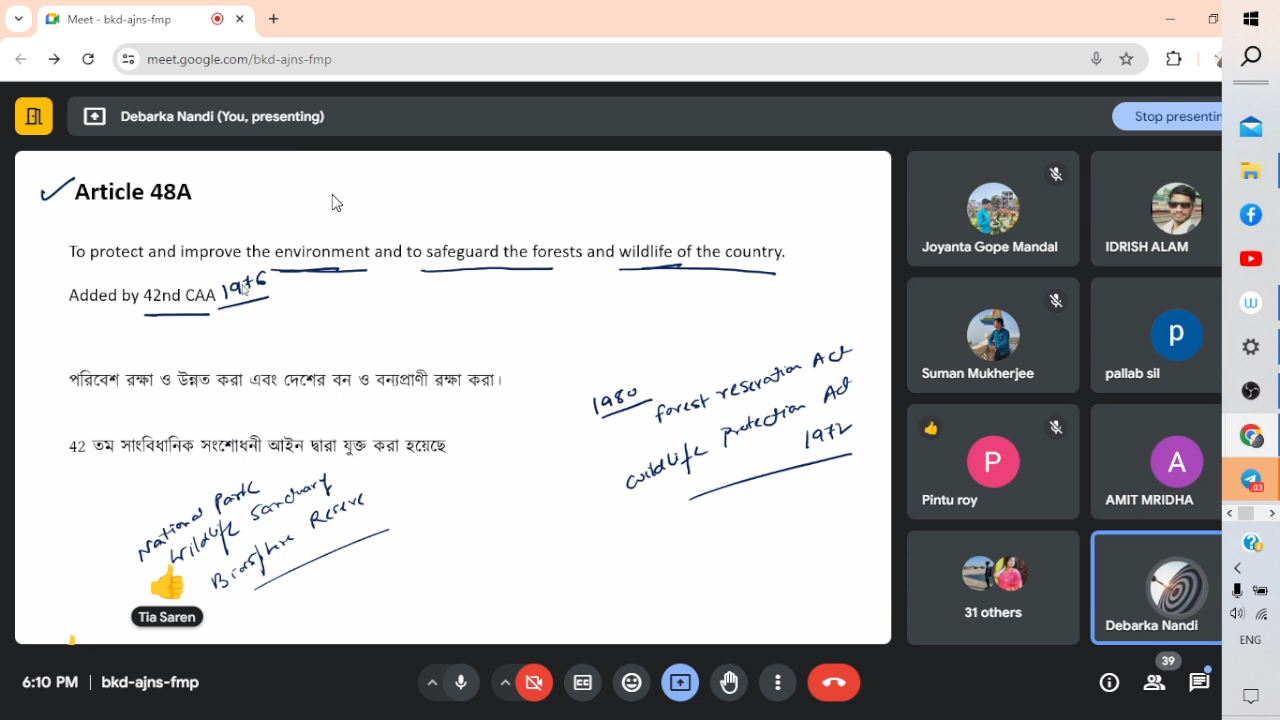 Meet - bkd-ajns-fmp
meet.google.com/bkd-ajns-fmp
Debarka Nandi (You, presenting)
Stop presentin
Article 48A
To protect and improve the environment and to safeguard the forests and wildlife of the country.
Added by 42nd CAA 1976
পরিবেশ রক্ষা ও উন্নত করা এবং দেশের বন ও বন্যপ্রাণী রক্ষা করা।
42 তম সাংবিধানিক সংশোধনী আইন দ্বারা যুক্ত করা হয়েছে
1980 forest reseration Act
wildlife protection Act
1972
National Park
Wildlife Sanctuary
Biosphere Reserve
Tia Saren
Joyanta Gope Mandal
IDRISH ALAM
Suman Mukherjee
p
pallab sil
P
Pintu roy
A
AMIT MRIDHA
31 others
Debarka Nandi
6:10 PM | bkd-ajns-fmp
39
W
03
ENG